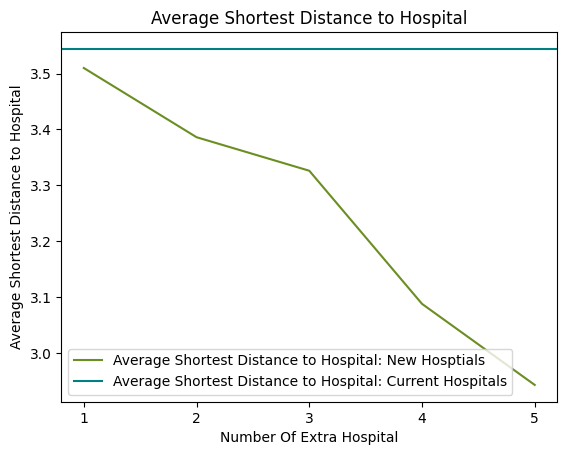 Average Shortest Distance to Hospital
Average Shortest Distance to Hospital
3.5
3.4
3.3
3.2
3.1
3.0
Average Shortest Distance to Hospital: New Hosptials
Average Shortest Distance to Hospital: Current Hospitals
1
2
3
4
5
Number Of Extra Hospital